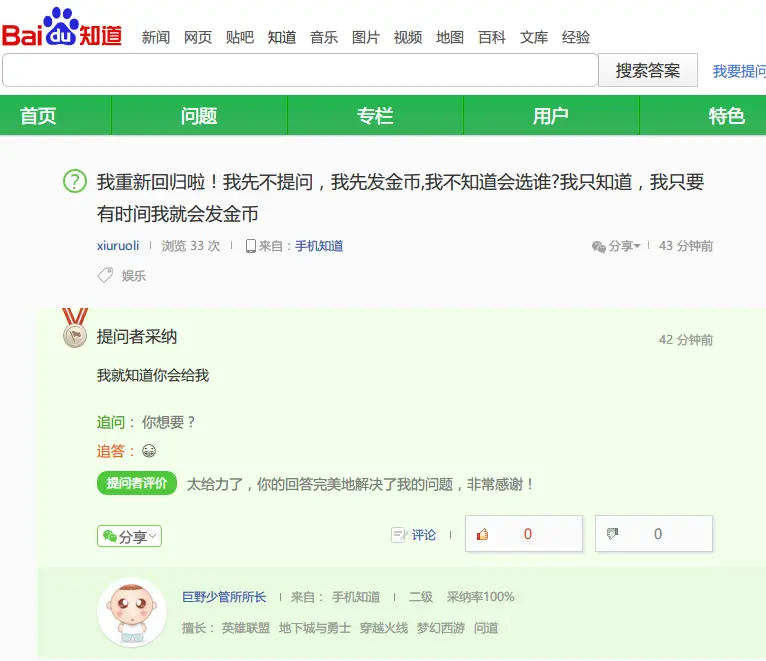 Bai du 知道 新闻 网页 贴吧 知道 音乐 图片 视频 地图 百科 文库 经验
搜索答案 我要提问
首页 问题 专栏 用户 特色
我重新回归啦！我先不提问，我先发金币,我不知道会选谁?我只知道，我只要
有时间我就会发金币
xiuruoli 浏览 33 次 来自：手机知道 分享 43 分钟前
娱乐
提问者采纳 42 分钟前
我就知道你会给我
追问： 你想要？
追答：
提问者评价 太给力了，你的回答完美地解决了我的问题，非常感谢！
分享 评论 0 0
巨野少管所所长 来自： 手机知道 二级 采纳率100%
擅长： 英雄联盟 地下城与勇士 穿越火线 梦幻西游 问道